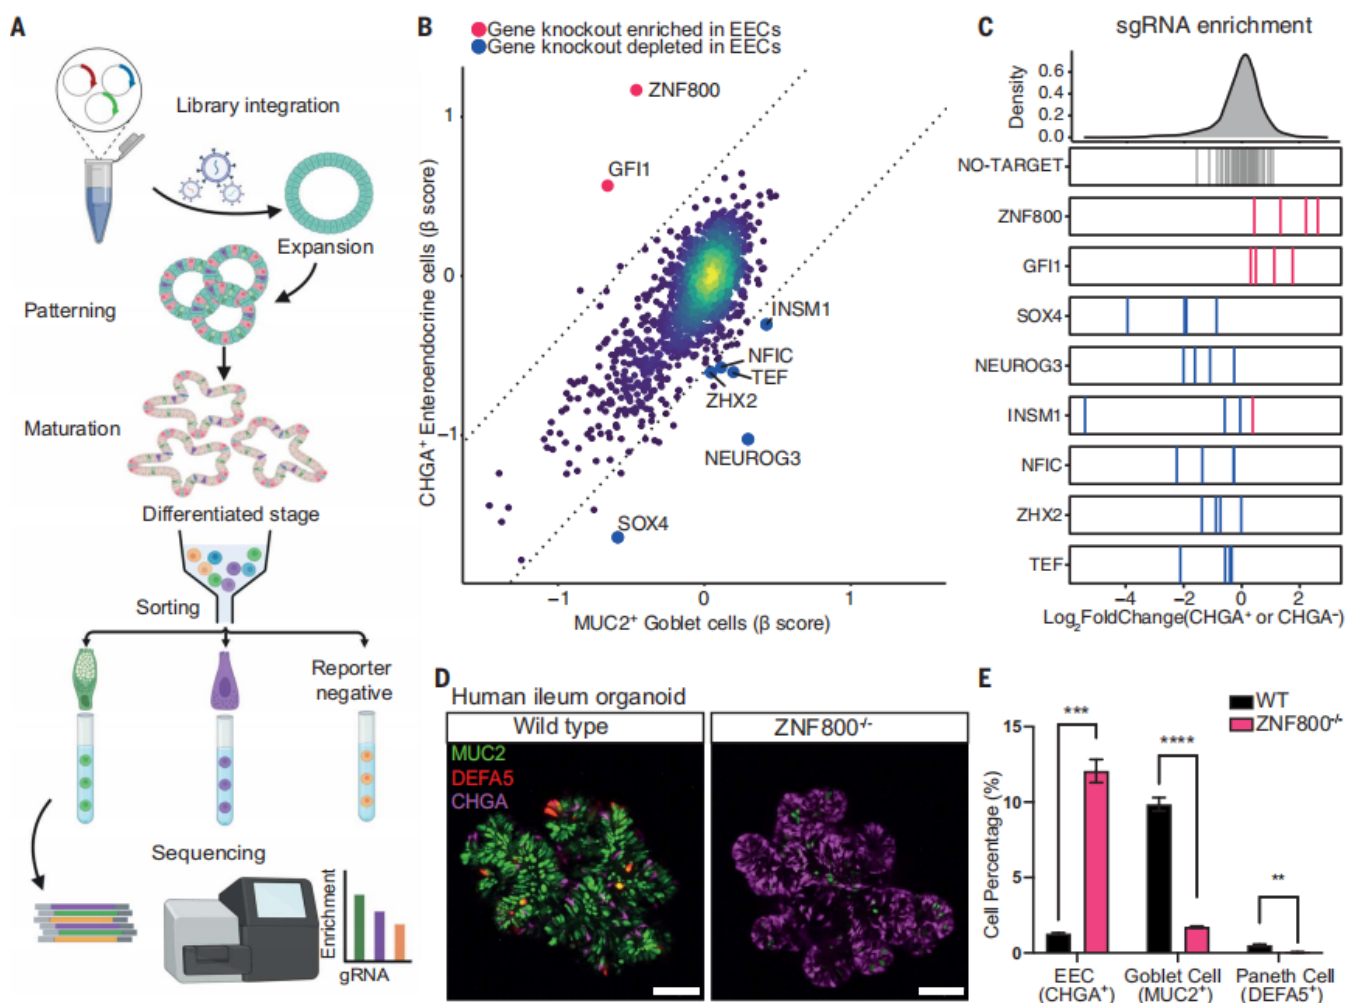 A
Library integration
Expansion
Patterning
Maturation
Differentiated stage
Sorting
Reporter
negative
Sequencing
Enrichment
gRNA
B
Gene knockout enriched in EECs
Gene knockout depleted in EECs
CHGA⁺ Enteroendocrine cells (β score)
1
0
−1
ZNF800
GFI1
INSM1
NFIC
TEF
ZHX2
NEUROG3
SOX4
−1
0
1
MUC2⁺ Goblet cells (β score)
C
sgRNA enrichment
Density
0.6
0.4
0.2
0.0
NO-TARGET
ZNF800
GFI1
SOX4
NEUROG3
INSM1
NFIC
ZHX2
TEF
−4
−2
0
2
Log₂FoldChange(CHGA⁺ or CHGA⁻)
D
Human ileum organoid
Wild type
ZNF800⁻/⁻
MUC2
DEFA5
CHGA
E
WT
ZNF800⁻/⁻
Cell Percentage (%)
15
10
5
0
***
****
**
EEC
(CHGA⁺)
Goblet Cell
(MUC2⁺)
Paneth Cell
(DEFA5⁺)